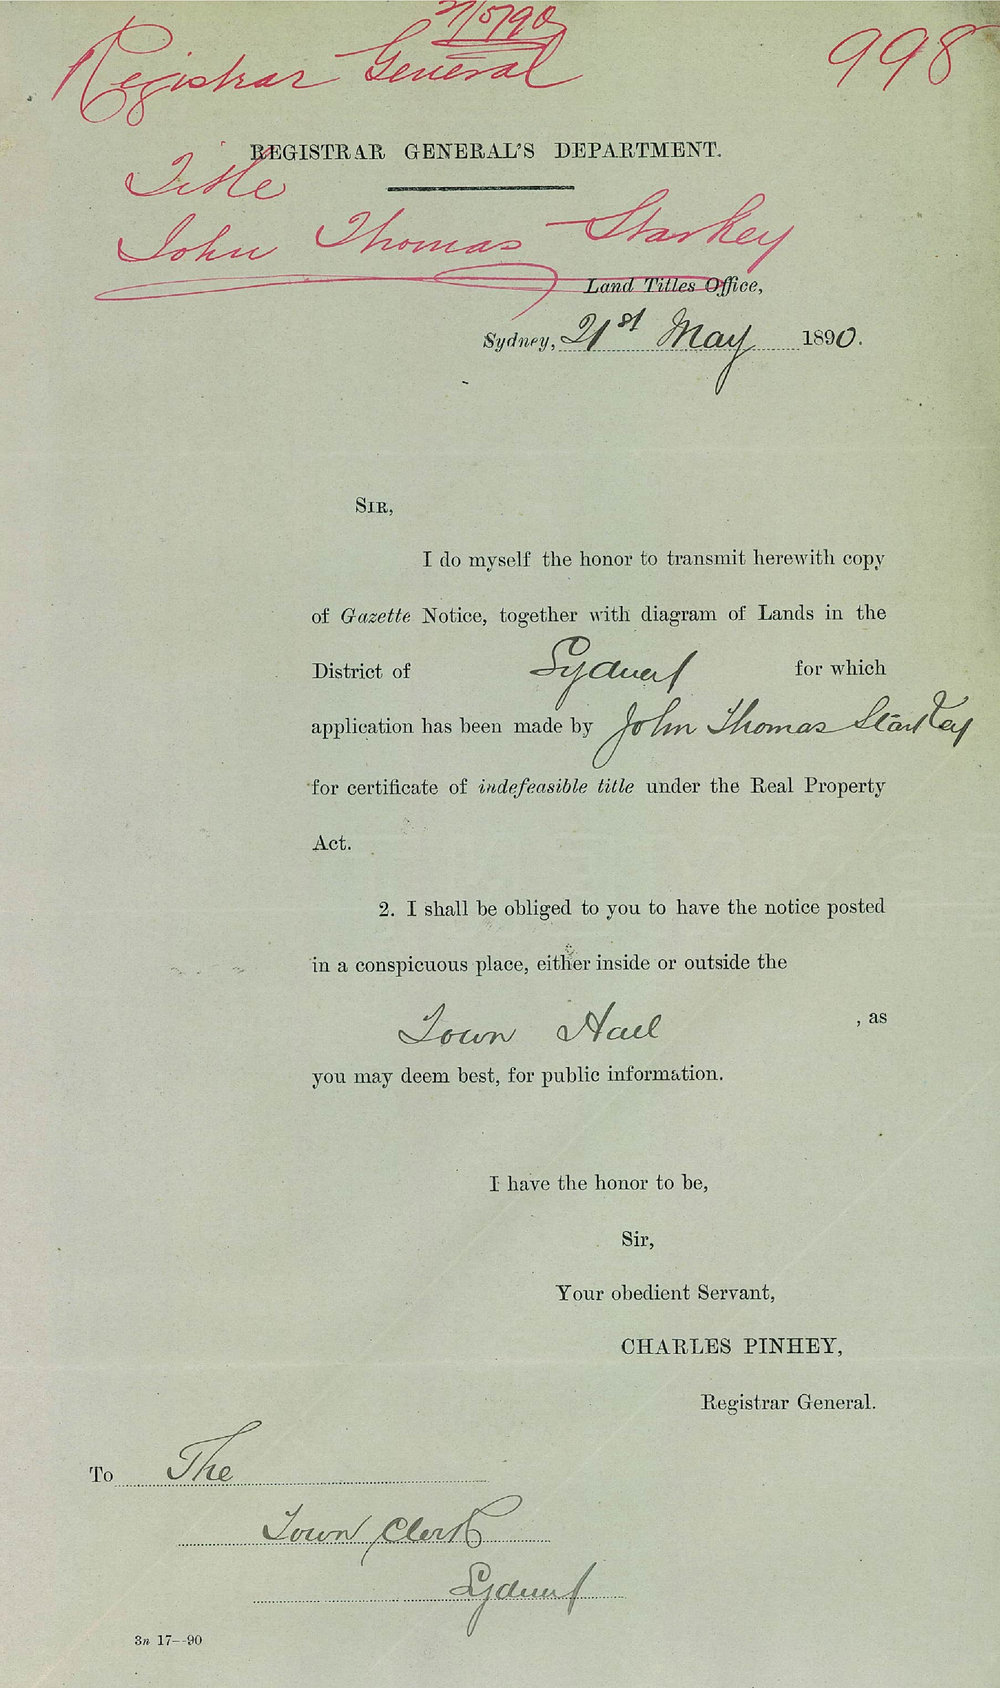 21/5/90
Registrar General
998
REGISTRAR GENERAL'S DEPARTMENT.
Title
John Thomas Starkey
Land Titles Office,
Sydney, 21st May 1890.
SIR,
I do myself the honor to transmit herewith copy
of Gazette Notice, together with diagram of Lands in the
District of Sydney for which
application has been made by John Thomas Starkey
for certificate of indefeasible title under the Real Property
Act.
2. I shall be obliged to you to have the notice posted
in a conspicuous place, either inside or outside the
Town Hall , as
you may deem best, for public information.
I have the honor to be,
Sir,
Your obedient Servant,
CHARLES PINHEY,
Registrar General.
To The
Town Clerk
Sydney
3n 17--90